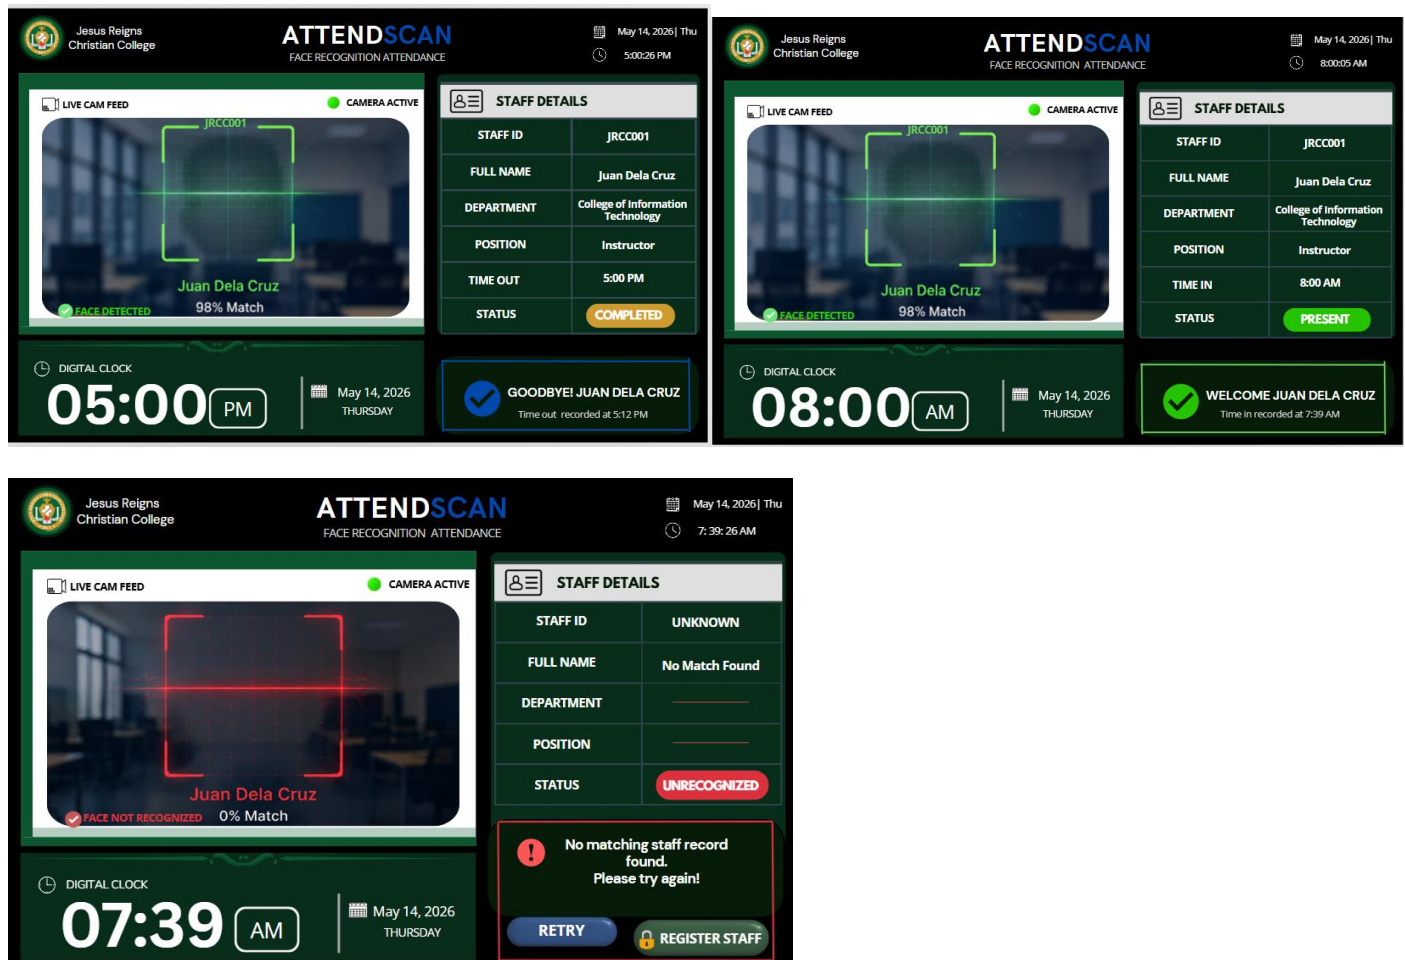 Jesus Reigns
Christian College
ATTENDSCAN
FACE RECOGNITION ATTENDANCE
May 14, 2026| Thu
5:00:26 PM
LIVE CAM FEED
CAMERA ACTIVE
JRCC001
Juan Dela Cruz
98% Match
FACE DETECTED
STAFF DETAILS
STAFF ID
JRCC001
FULL NAME
Juan Dela Cruz
DEPARTMENT
College of Information
Technology
POSITION
Instructor
TIME OUT
5:00 PM
STATUS
COMPLETED
DIGITAL CLOCK
05:00 PM
May 14, 2026
THURSDAY
GOODBYE! JUAN DELA CRUZ
Time out recorded at 5:12 PM
Jesus Reigns
Christian College
ATTENDSCAN
FACE RECOGNITION ATTENDANCE
May 14, 2026| Thu
8:00:05 AM
LIVE CAM FEED
CAMERA ACTIVE
JRCC001
Juan Dela Cruz
98% Match
FACE DETECTED
STAFF DETAILS
STAFF ID
JRCC001
FULL NAME
Juan Dela Cruz
DEPARTMENT
College of Information
Technology
POSITION
Instructor
TIME IN
8:00 AM
STATUS
PRESENT
DIGITAL CLOCK
08:00 AM
May 14, 2026
THURSDAY
WELCOME JUAN DELA CRUZ
Time in recorded at 7:39 AM
Jesus Reigns
Christian College
ATTENDSCAN
FACE RECOGNITION ATTENDANCE
May 14, 2026| Thu
7: 39: 26 AM
LIVE CAM FEED
CAMERA ACTIVE
Juan Dela Cruz
FACE NOT RECOGNIZED
0% Match
STAFF DETAILS
STAFF ID
UNKNOWN
FULL NAME
No Match Found
DEPARTMENT
POSITION
STATUS
UNRECOGNIZED
DIGITAL CLOCK
07:39 AM
May 14, 2026
THURSDAY
No matching staff record
found.
Please try again!
RETRY
REGISTER STAFF